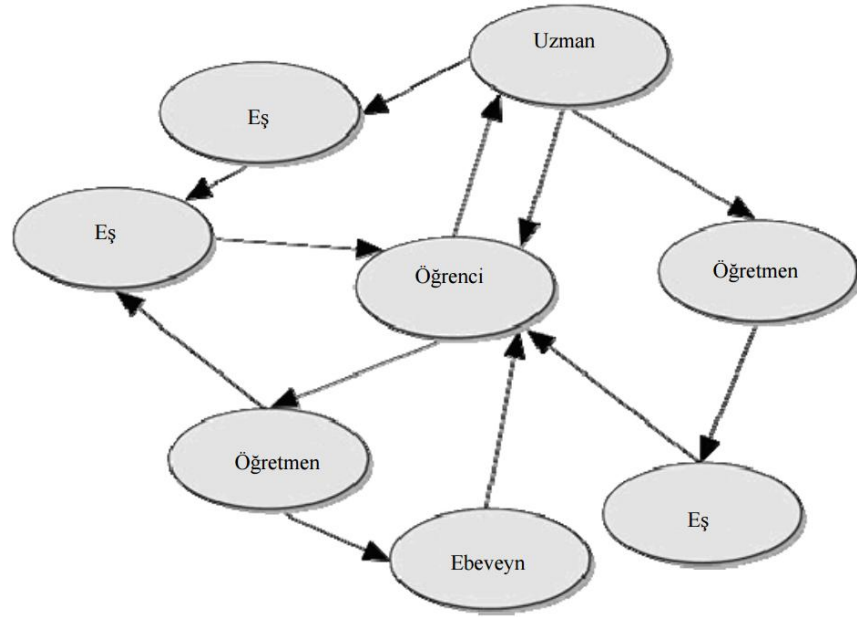 Uzman
Eş
Eş
Öğrenci
Öğretmen
Öğretmen
Eş
Ebeveyn